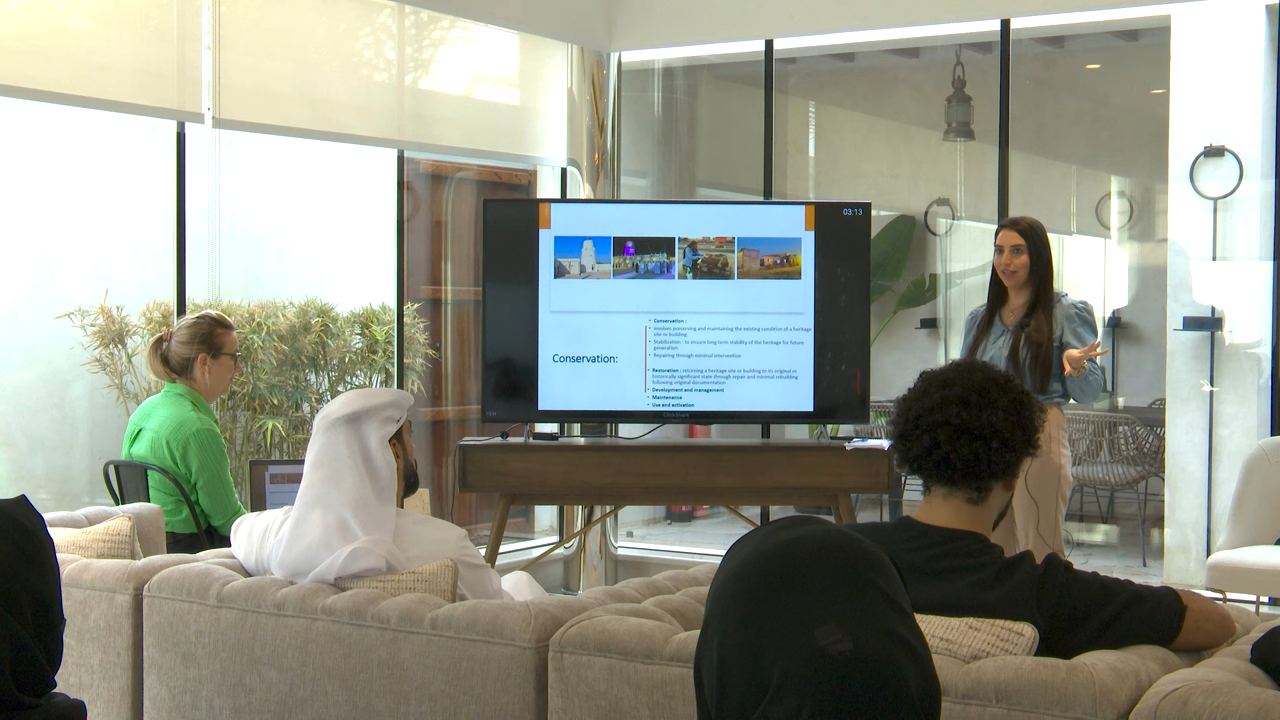 03:13
Conservation :
involves preserving and maintaining the existing condition of a heritage
site or building.
Stabilization : to ensure long term stability of the heritage for future
generation.
Repairing through minimal intervention
Conservation:
Restoration : returning a heritage site or building to its original or
historically significant state through repair and minimal rebuilding
following original documentation
Development and management
Maintenance
Use and activation